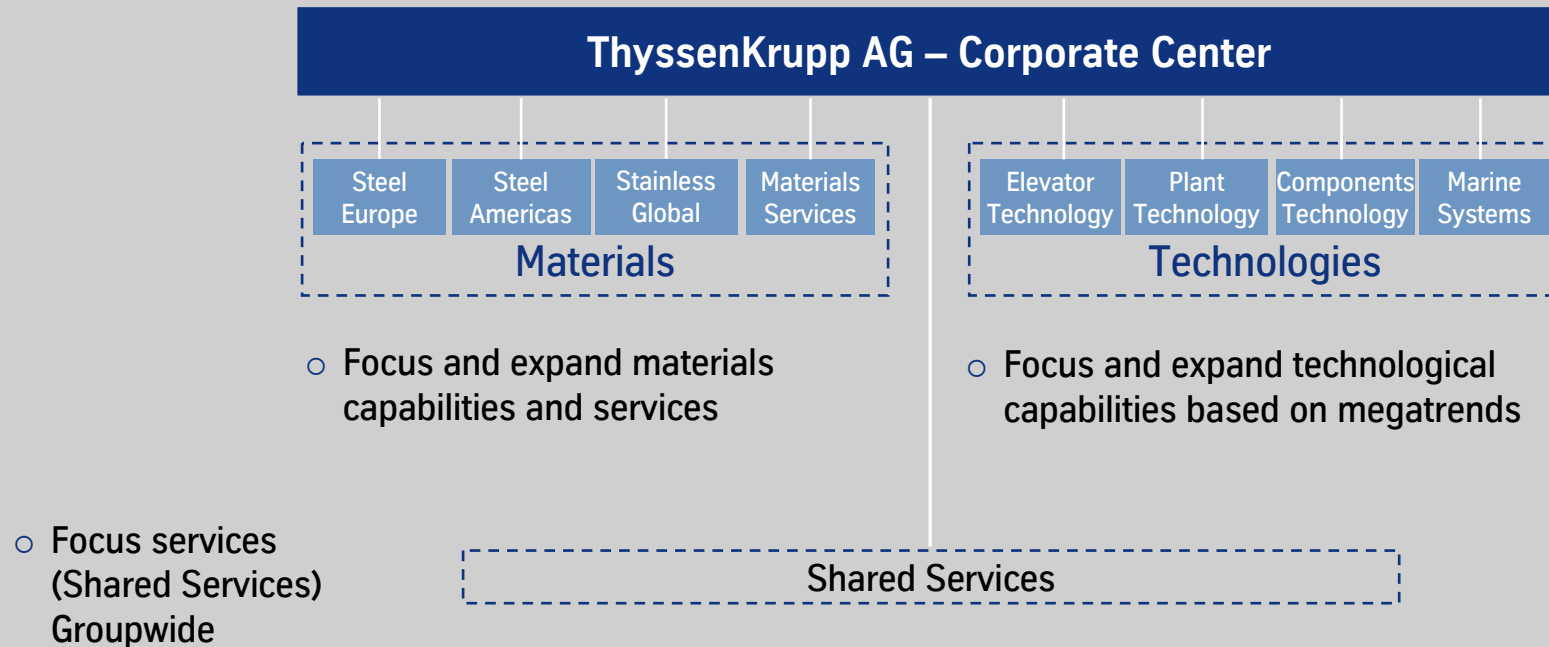 ThyssenKrupp AG – Corporate Center
Steel
Europe
Steel
Americas
Stainless
Global
Materials
Services
Materials
Elevator
Technology
Plant
Technology
Components
Technology
Marine
Systems
Technologies
Focus and expand materials
capabilities and services
Focus and expand technological
capabilities based on megatrends
Focus services
(Shared Services)
Groupwide
Shared Services